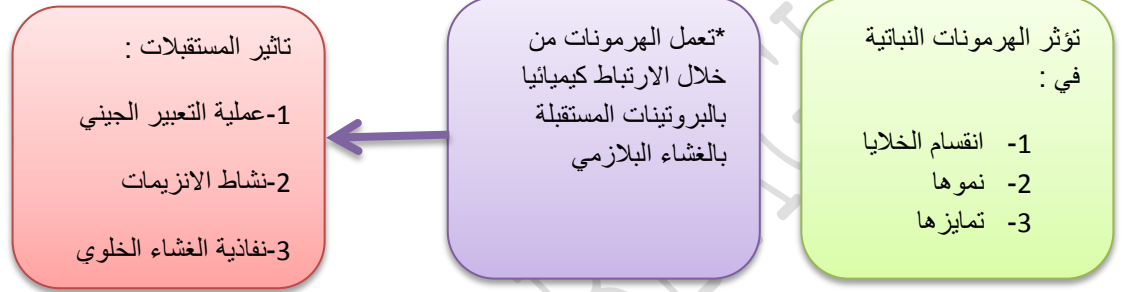 تؤثر الهرمونات النباتية
في :
1- انقسام الخلايا
2- نموها
3- تمايزها
*تعمل الهرمونات من
خلال الارتباط كيميائيا
بالبروتينات المستقبلة
بالغشاء البلازمي
تاثير المستقبلات :
1-عملية التعبير الجيني
2-نشاط الانزيمات
3-نفاذية الغشاء الخلوي